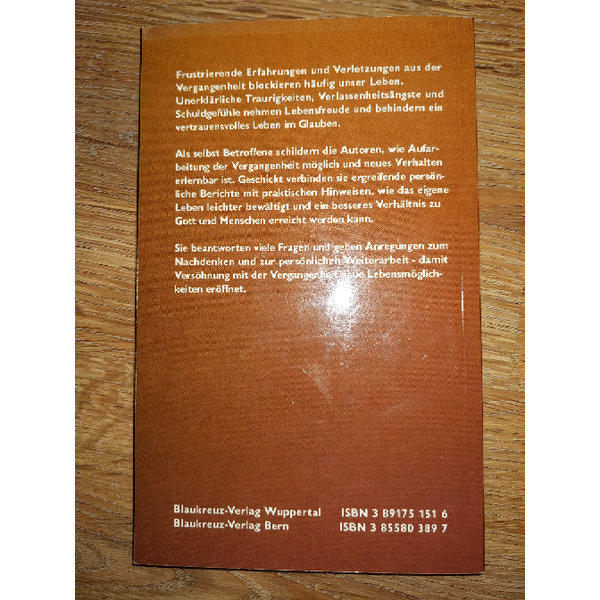 Frustrierende Erfahrungen und Verletzungen aus der
Vergangenheit blockieren häufig unser Leben.
Unerklärliche Traurigkeiten, Verlassenheitsängste und
Schuldgefühle nehmen Lebensfreude und behindern ein
vertrauensvolles Leben im Glauben.
Als selbst Betroffene schildern die Autoren, wie Aufar-
beitung der Vergangenheit möglich und neues Verhalten
erlernbar ist. Geschickt verbinden sie ergreifende persön-
liche Berichte mit praktischen Hinweisen, wie das eigene
Leben leichter bewältigt und ein besseres Verhältnis zu
Gott und Menschen erreicht werden kann.
Sie beantworten viele Fragen und geben Anregungen zum
Nachdenken und zur persönlichen Weiterarbeit - damit
Versöhnung mit der Vergangenheit neue Lebensmöglich-
keiten eröffnet.
Blaukreuz-Verlag Wuppertal ISBN 3 89175 151 6
Blaukreuz-Verlag Bern ISBN 3 85580 389 7